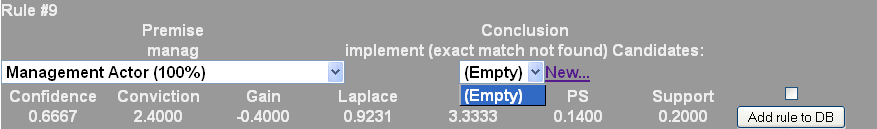 Rule #9
Premise Conclusion
manag implement (exact match not found) Candidates:
Management Actor (100%) (Empty) New...
Confidence Conviction Gain Laplace (Empty) PS Support
0.6667 2.4000 -0.4000 0.9231 3.3333 0.1400 0.2000 Add rule to DB